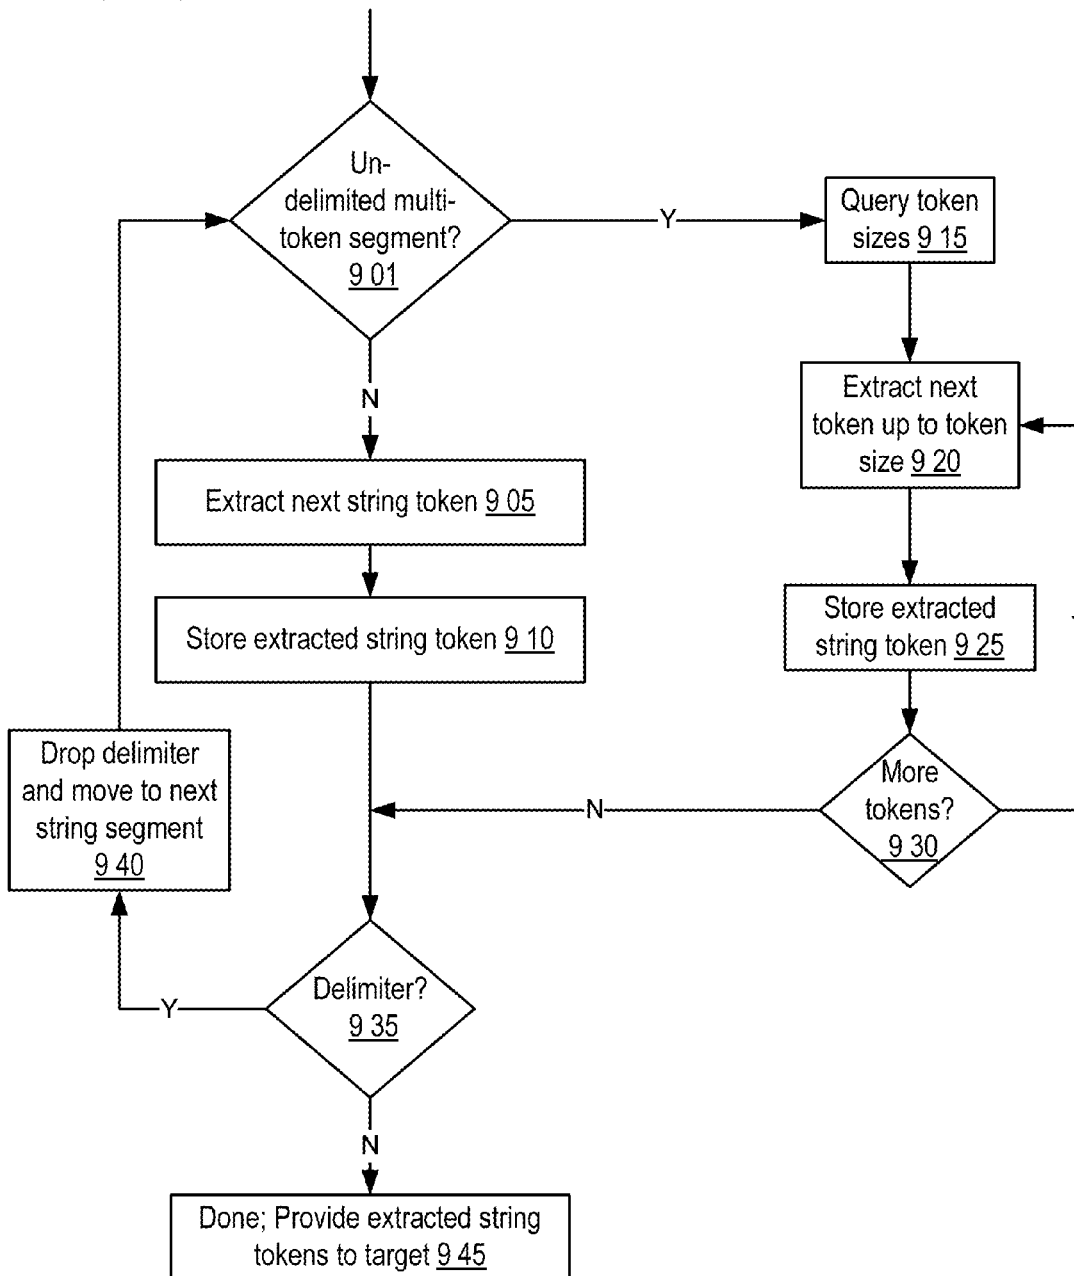 Un-
delimited multi-
token segment?
9 01
Y
Query token
sizes 9 15
N
Extract next
token up to token
size 9 20
Extract next string token 9 05
Store extracted string token 9 10
Store extracted
string token 9 25
Drop delimiter
and move to next
string segment
9 40
More
tokens?
9 30
N
Delimiter?
9 35
Y
N
Done; Provide extracted string
tokens to target 9 45